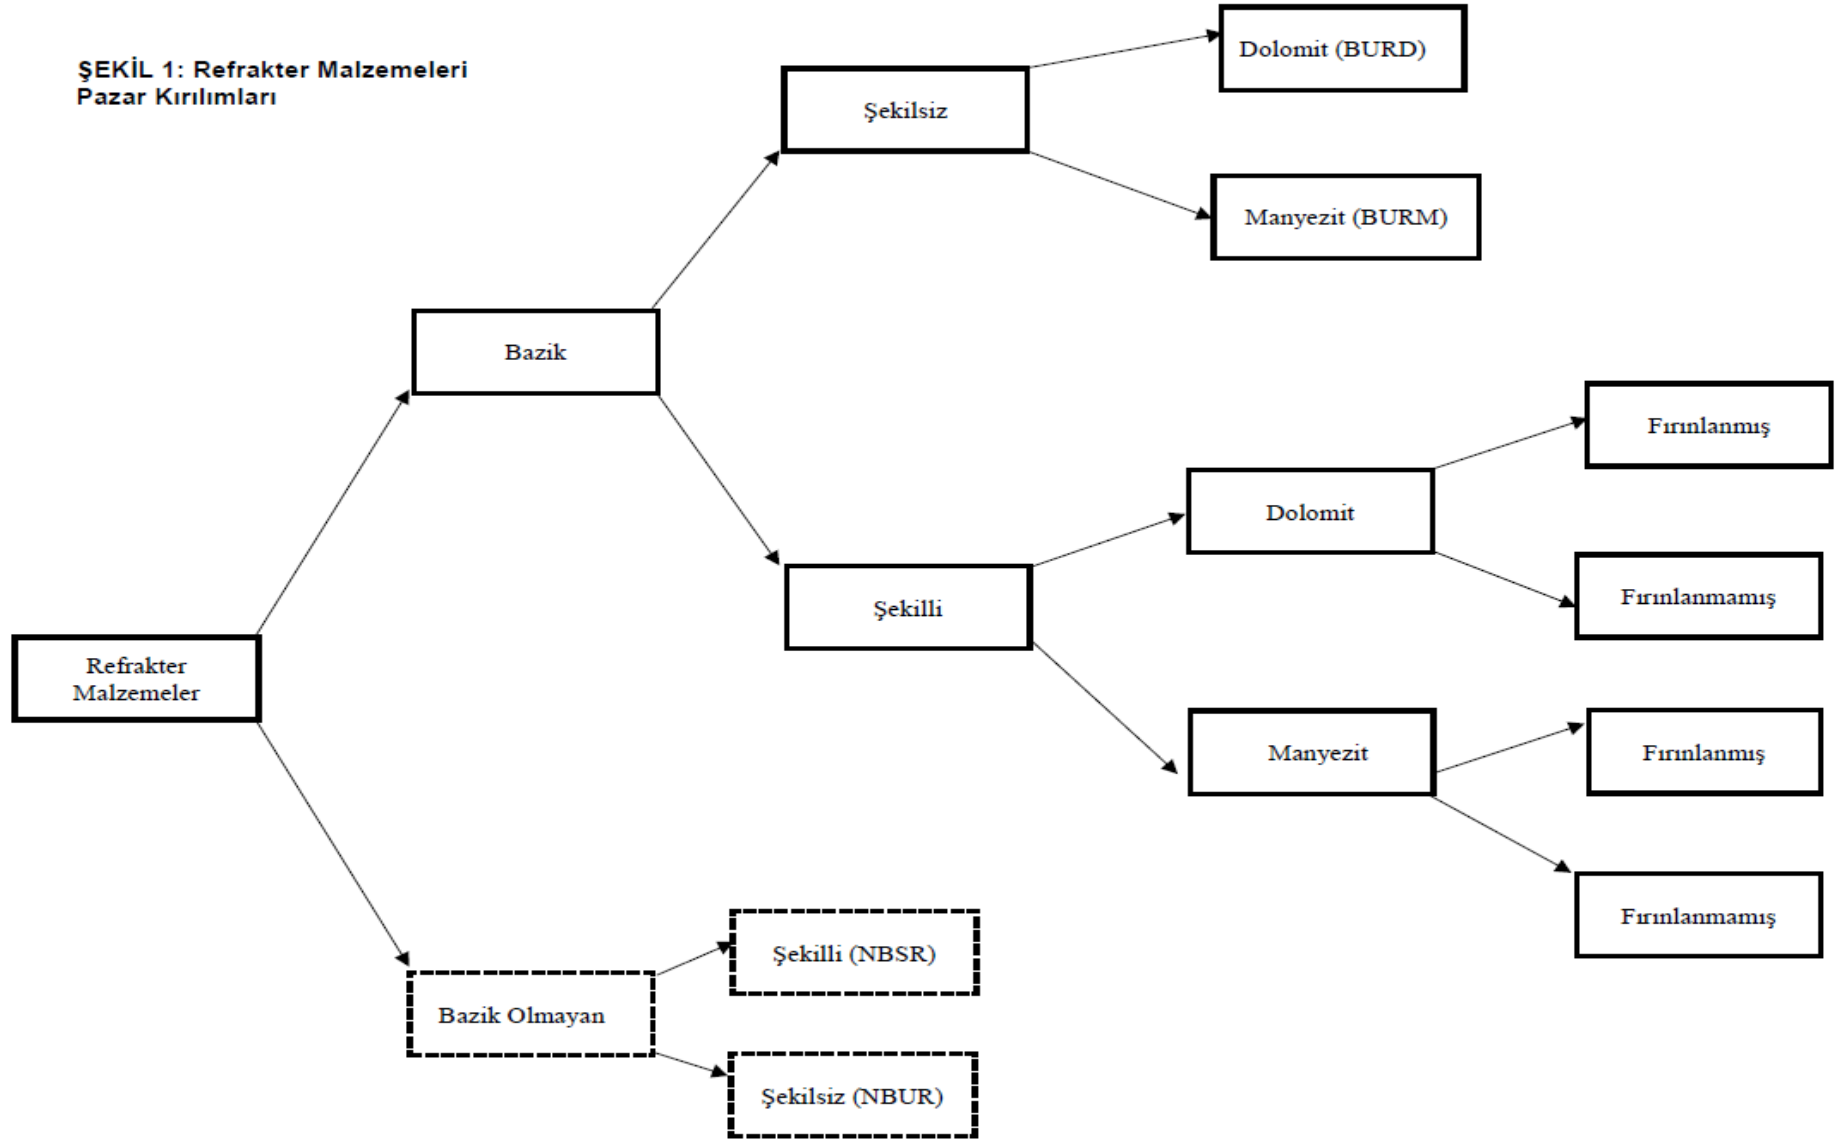 ŞEKİL 1: Refrakter Malzemeleri
Pazar Kırılımları
Dolomit (BURD)
Şekilsiz
Manyezit (BURM)
Bazik
Fırınlanmış
Dolomit
Fırınlanmamış
Şekilli
Refrakter
Malzemeler
Manyezit
Fırınlanmış
Fırınlanmamış
Şekilli (NBSR)
Bazik Olmayan
Şekilsiz (NBUR)